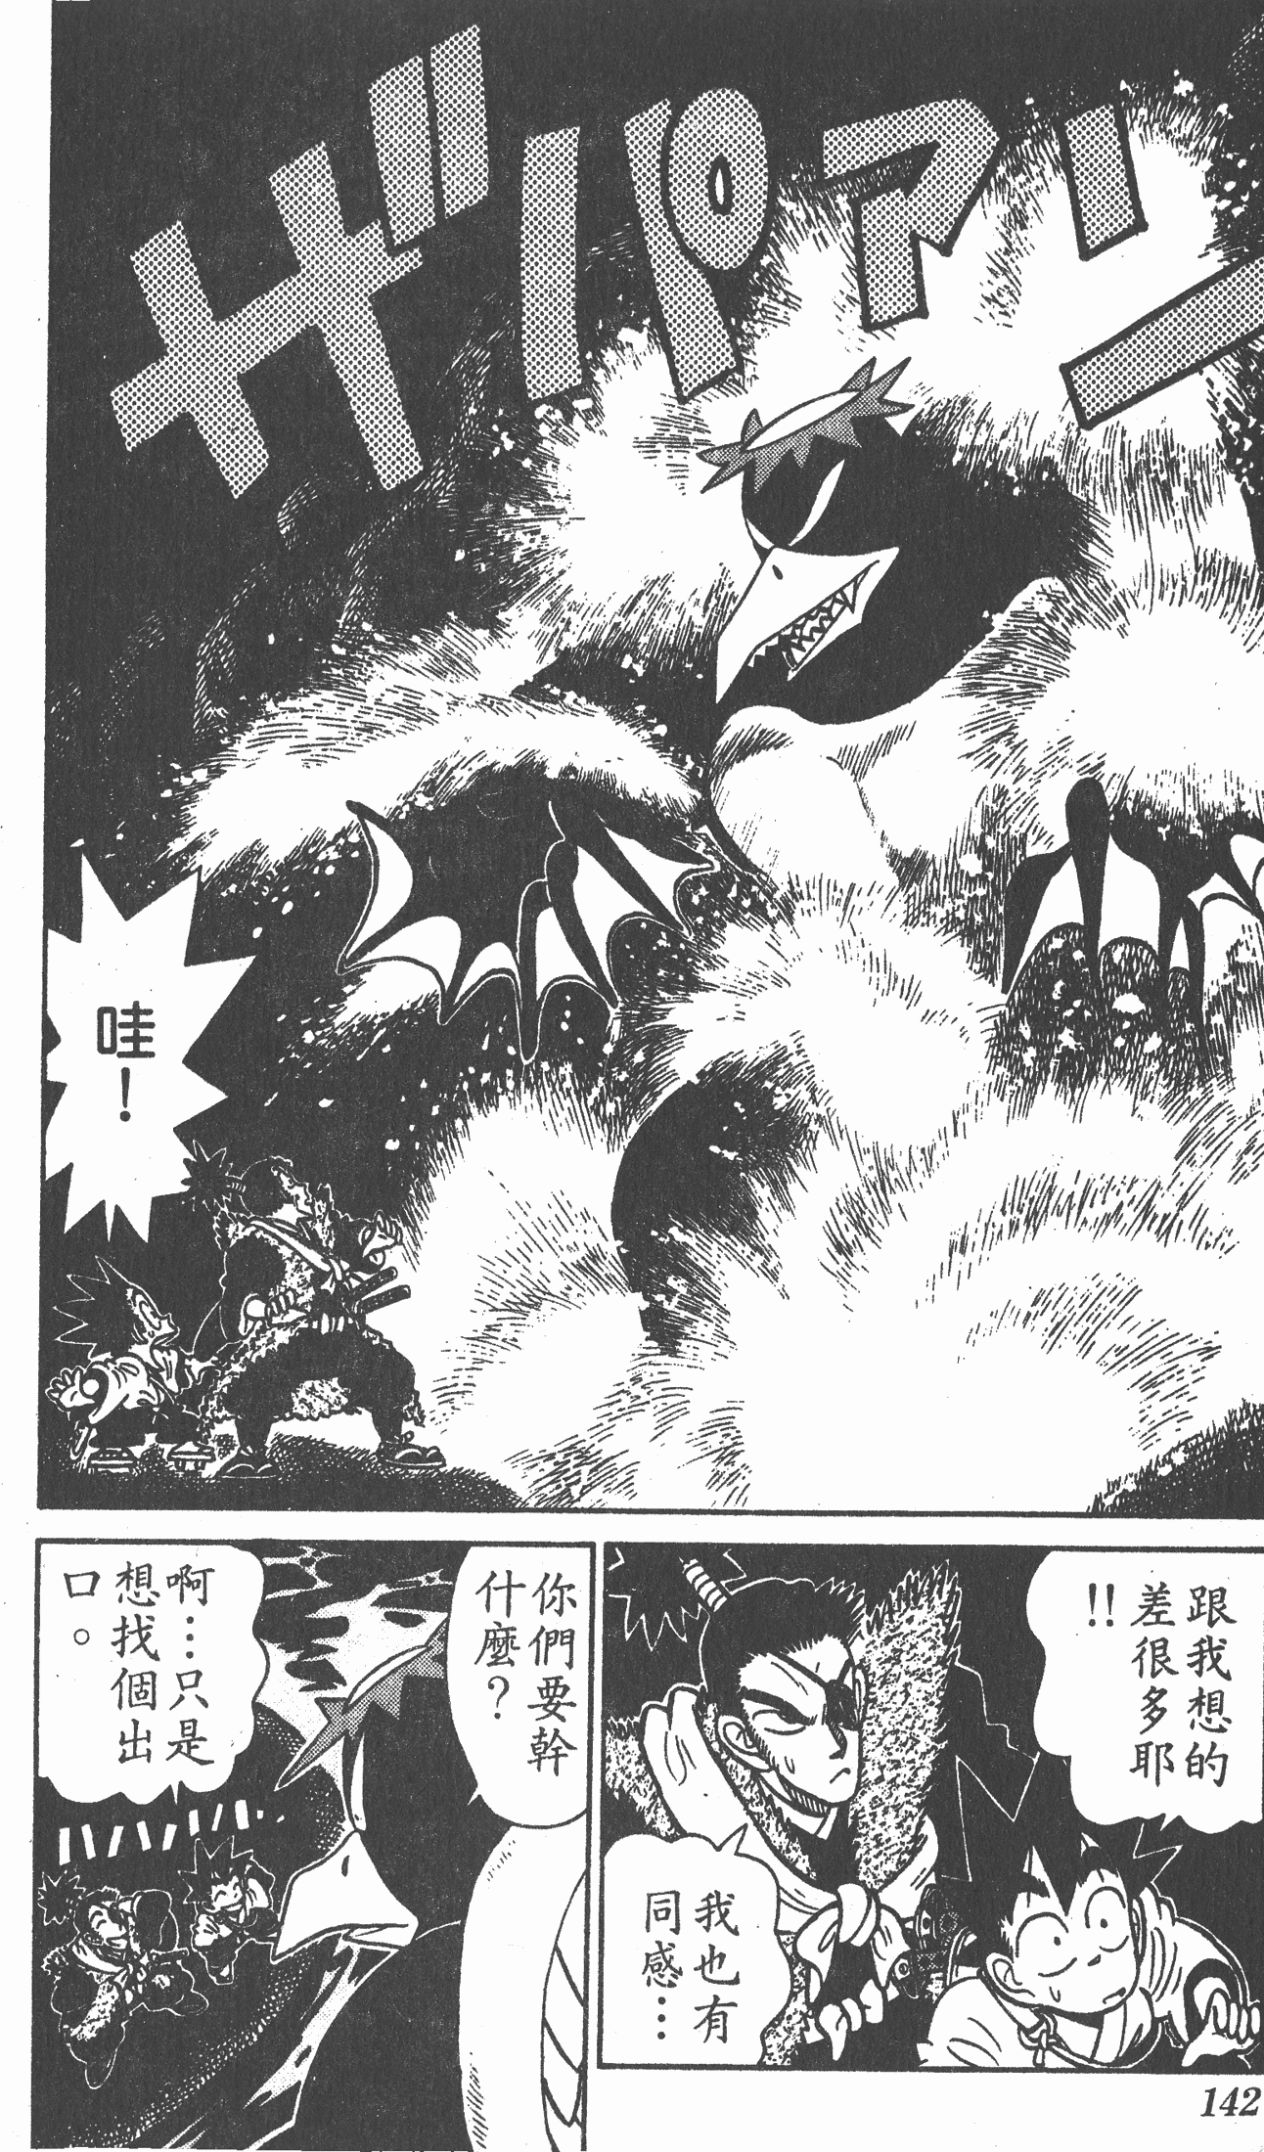 ザパァン
哇！
跟我想的
差很多耶
!!
我也有
同感…
你們要幹
什麼？
啊…只是
想找個出
口。
142